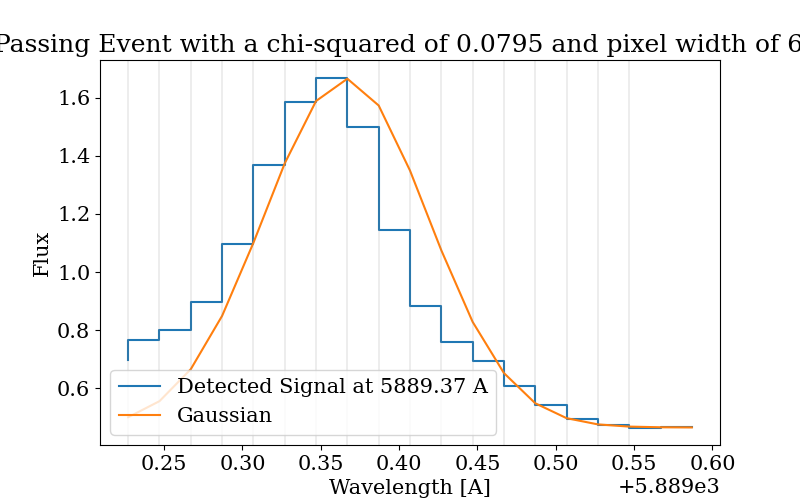 Passing Event with a chi-squared of 0.0795 and pixel width of 6
Flux
1.6
1.4
1.2
1.0
0.8
0.6
Detected Signal at 5889.37 A
Gaussian
0.25 0.30 0.35 0.40 0.45 0.50 0.55 0.60
Wavelength [A]
+5.889e3